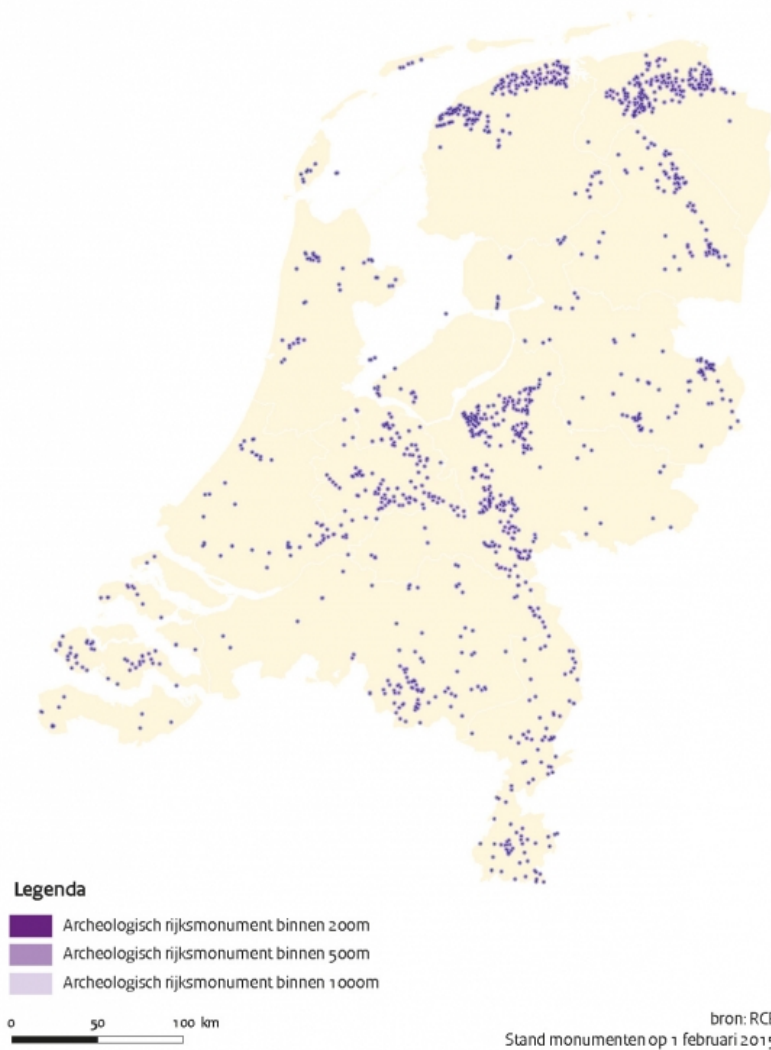 Legenda
Archeologisch rijksmonument binnen 200m
Archeologisch rijksmonument binnen 500m
Archeologisch rijksmonument binnen 1000m
0 50 100 km
bron: RCE
Stand monumenten op 1 februari 2015